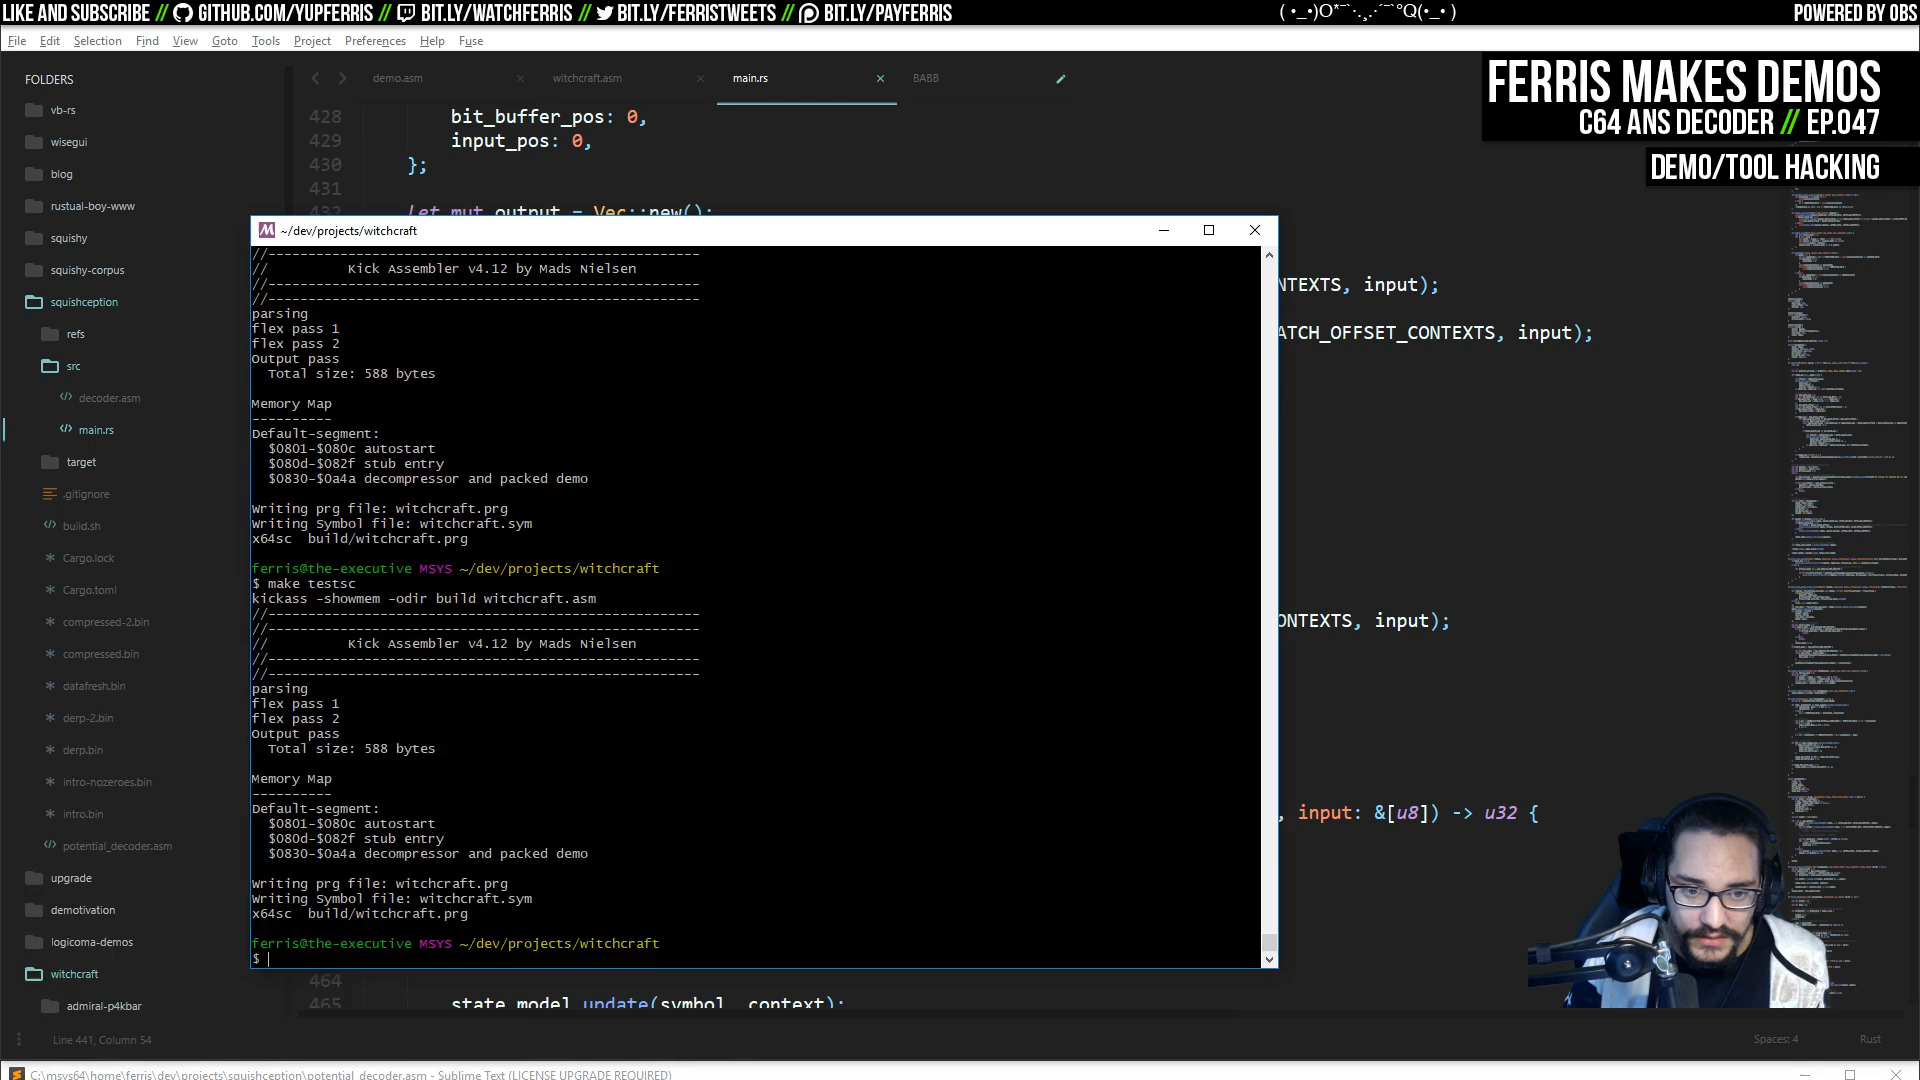 LIKE AND SUBSCRIBE // GITHUB.COM/YUPFERRIS // BIT.LY/WATCHFERRIS // BIT.LY/FERRISTWEETS // BIT.LY/PAYFERRIS
POWERED BY OBS
File Edit Selection Find View Goto Tools Project Preferences Help Fuse
FERRIS MAKES DEMOS
C64 ANS DECODER // EP.047
DEMO/TOOL HACKING
FOLDERS
vb-rs
wisegui
blog
rustual-boy-www
squishy
squishy-corpus
squishception
refs
src
decoder.asm
main.rs
target
.gitignore
build.sh
Cargo.lock
Cargo.toml
compressed-2.bin
compressed.bin
datafresh.bin
derp-2.bin
derp.bin
intro-nozeroes.bin
intro.bin
potential_decoder.asm
upgrade
demotivation
logicoma-demos
witchcraft
admiral-p4kbar
demo.asm witchcraft.asm main.rs BABB
428 bit_buffer_pos: 0,
429 input_pos: 0,
430 };
431
432 let mut output = Vec::new();
NTEXTS, input);
ATCH_OFFSET_CONTEXTS, input);
ONTEXTS, input);
, input: &[u8]) -> u32 {
464
465 state_model.update(symbol, context);
~/dev/projects/witchcraft
//------------------------------------------------------
// Kick Assembler v4.12 by Mads Nielsen
//------------------------------------------------------
//------------------------------------------------------
parsing
flex pass 1
flex pass 2
Output pass
Total size: 588 bytes
Memory Map
----------
Default-segment:
$0801-$080c autostart
$080d-$082f stub entry
$0830-$0a4a decompressor and packed demo
Writing prg file: witchcraft.prg
Writing Symbol file: witchcraft.sym
x64sc build/witchcraft.prg
ferris@the-executive MSYS ~/dev/projects/witchcraft
$ make testsc
kickass -showmem -odir build witchcraft.asm
//------------------------------------------------------
//------------------------------------------------------
// Kick Assembler v4.12 by Mads Nielsen
//------------------------------------------------------
//------------------------------------------------------
parsing
flex pass 1
flex pass 2
Output pass
Total size: 588 bytes
Memory Map
----------
Default-segment:
$0801-$080c autostart
$080d-$082f stub entry
$0830-$0a4a decompressor and packed demo
Writing prg file: witchcraft.prg
Writing Symbol file: witchcraft.sym
x64sc build/witchcraft.prg
ferris@the-executive MSYS ~/dev/projects/witchcraft
$
Line 441, Column 54
Spaces: 4
Rust
C:\msys64\home\ferris\dev\projects\squishception\potential_decoder.asm - Sublime Text (LICENSE UPGRADE REQUIRED)